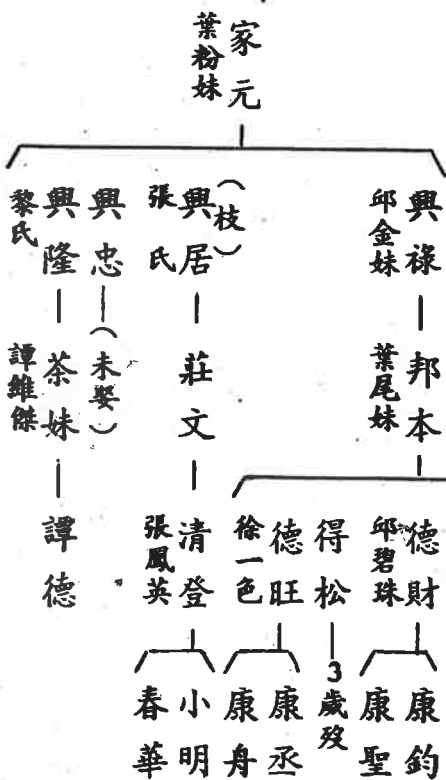 家元
葉粉妹
興祿
邱金妹
(枝)
興居
張氏
興忠
(未娶)
興隆
黎氏
邦本
葉尾妹
莊文
茶妹
譚維傑
德財
邱碧珠
得松
德旺
徐一色
清登
張鳳英
譚德
康鈞
康聖
3歲歿
康丞
康舟
小明
春華